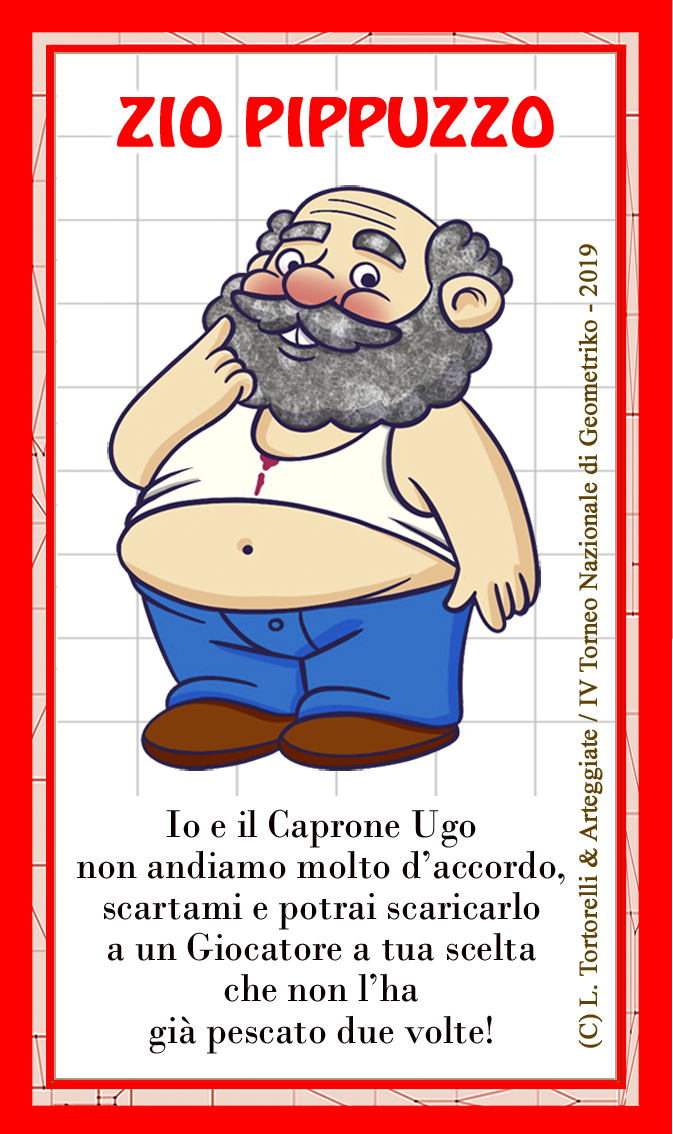 ZIO PIPPUZZO
Io e il Caprone Ugo
non andiamo molto d'accordo,
scartami e potrai scaricarlo
a un Giocatore a tua scelta
che non l'ha
già pescato due volte!
(C) L. Tortorelli & Arteggiate / IV Torneo Nazionale di Geometriko - 2019